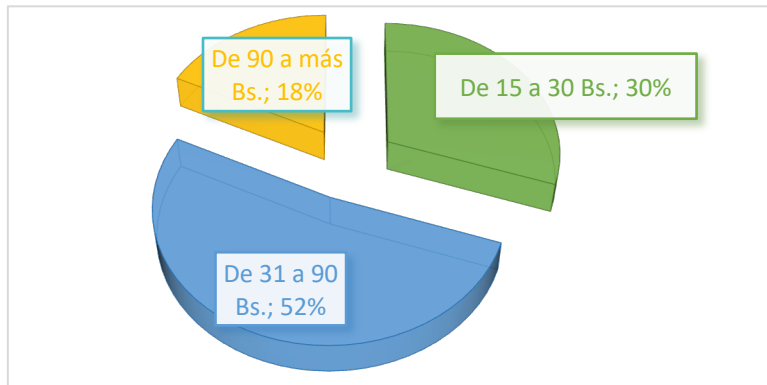 De 90 a más
Bs.; 18%
De 15 a 30 Bs.; 30%
De 31 a 90
Bs.; 52%